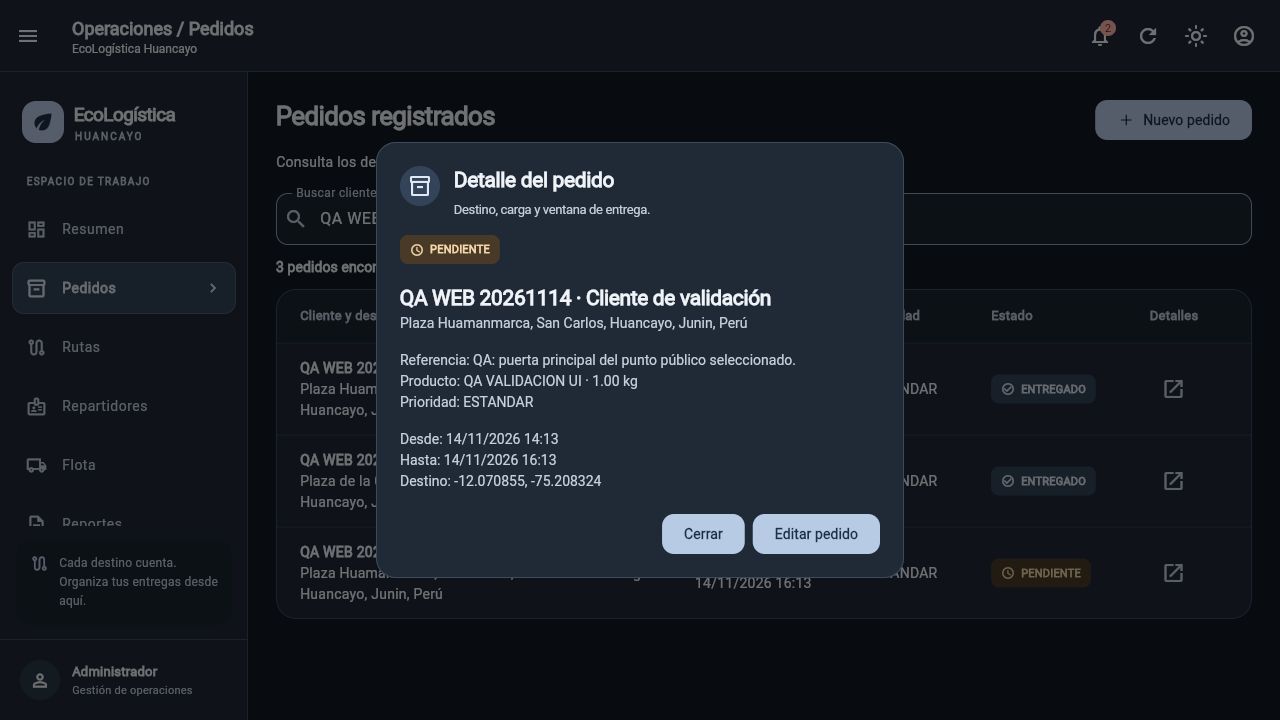 Operaciones / Pedidos
EcoLogística Huancayo
2
EcoLogística
HUANCAYO
ESPACIO DE TRABAJO
Resumen
Pedidos
Rutas
Repartidores
Flota
Reportes
Cada destino cuenta.
Organiza tus entregas desde
aquí.
Administrador
Gestión de operaciones
Pedidos registrados
Nuevo pedido
Consulta los de
Buscar cliente
QA WEB
3 pedidos encon
Cliente y des
dad
Estado
Detalles
QA WEB 202
Plaza Huam
Huancayo, J
NDAR
ENTREGADO
QA WEB 202
Plaza de la
Huancayo, J
NDAR
ENTREGADO
QA WEB 202
Plaza Huama
Huancayo, Junin, Perú
14/11/2026 16:13
ANDAR
PENDIENTE
Detalle del pedido
Destino, carga y ventana de entrega.
PENDIENTE
QA WEB 20261114 · Cliente de validación
Plaza Huamanmarca, San Carlos, Huancayo, Junin, Perú
Referencia: QA: puerta principal del punto público seleccionado.
Producto: QA VALIDACION UI · 1.00 kg
Prioridad: ESTANDAR
Desde: 14/11/2026 14:13
Hasta: 14/11/2026 16:13
Destino: -12.070855, -75.208324
Cerrar
Editar pedido